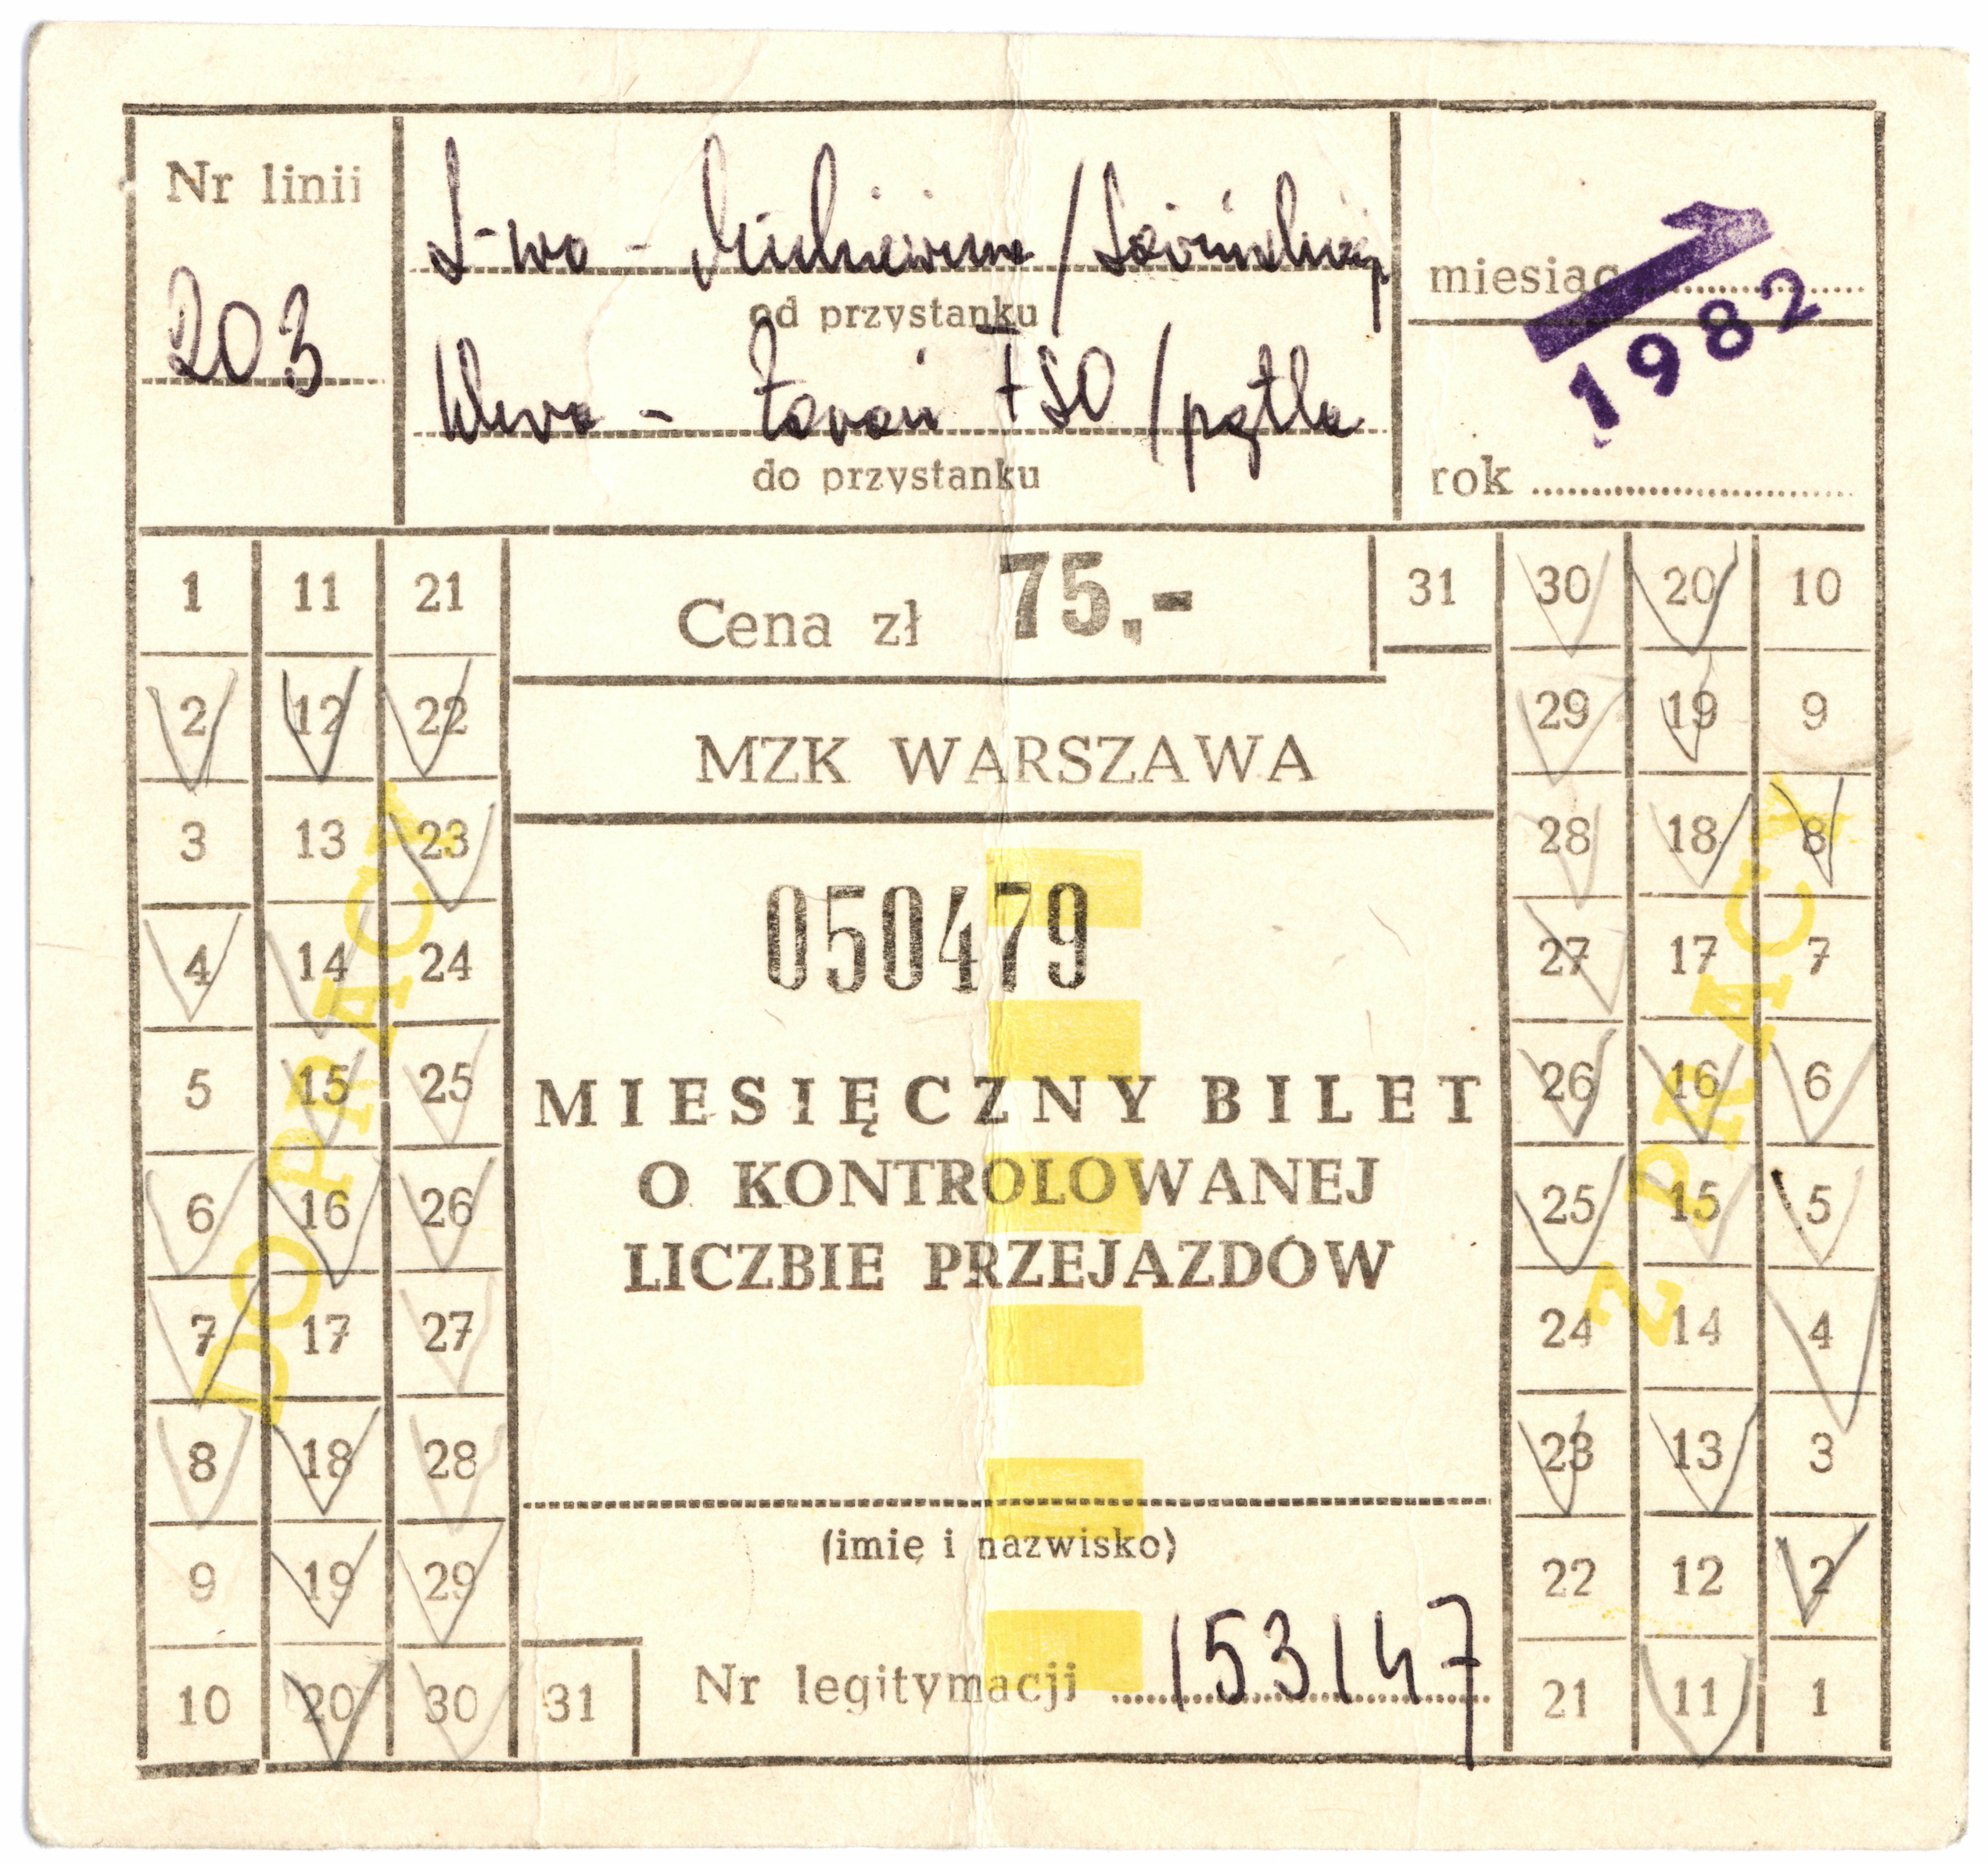 Nr linii
203
L-wo -
od przystanku
W-wa - Żerań FSO / pętla
do przystanku
miesiąc
1
1982
rok
1 11 21
2 12 22
3 13 23
4 14 24
5 15 25
6 16 26
7 17 27
8 18 28
9 19 29
10 20 30 31
DO PRACY
Cena zł 75,-
MZK WARSZAWA
050479
MIESIĘCZNY BILET
O KONTROLOWANEJ
LICZBIE PRZEJAZDÓW
(imię i nazwisko)
Nr legitymacji 153147
31 30 20 10
29 19 9
28 18 8
27 17 7
26 16 6
25 15 5
24 14 4
23 13 3
22 12 2
21 11 1
Z PRACY